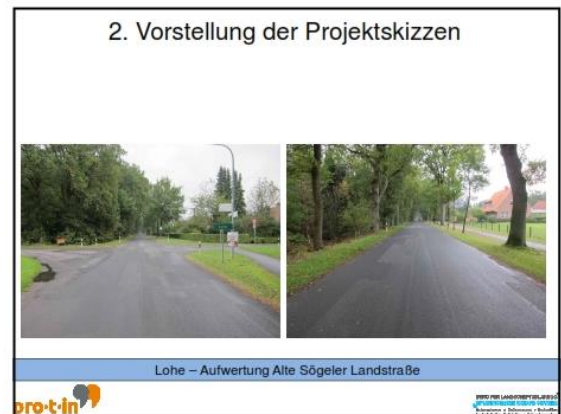 2. Vorstellung der Projektskizzen
Lohe – Aufwertung Alte Sögeler Landstraße
pro-t-in